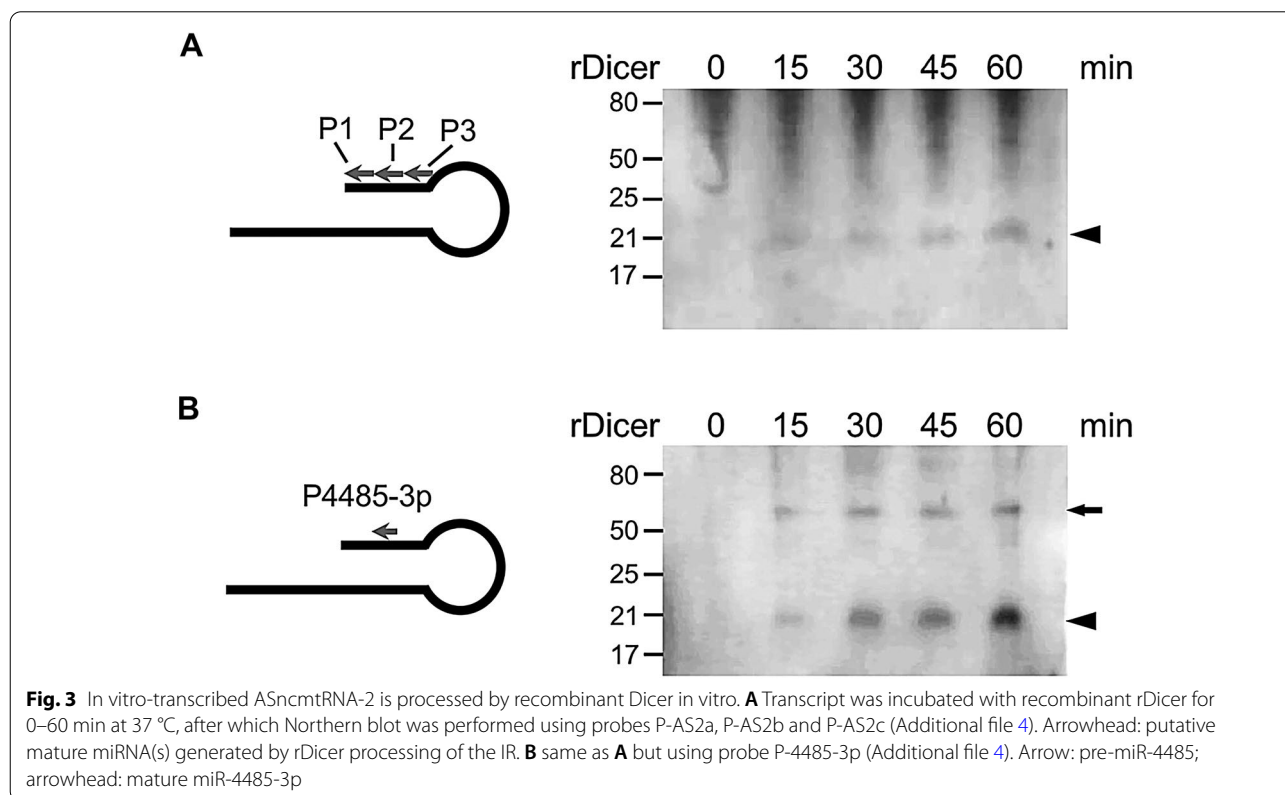 A
rDicer 0 15 30 45 60 min
P1 P2 P3
80
50
25
21
17
B
rDicer 0 15 30 45 60 min
P4485-3p
80
50
25
21
17
Fig. 3 In vitro-transcribed ASncmtRNA-2 is processed by recombinant Dicer in vitro. A Transcript was incubated with recombinant rDicer for
0–60 min at 37 °C, after which Northern blot was performed using probes P-AS2a, P-AS2b and P-AS2c (Additional file 4). Arrowhead: putative
mature miRNA(s) generated by rDicer processing of the IR. B same as A but using probe P-4485-3p (Additional file 4). Arrow: pre-miR-4485;
arrowhead: mature miR-4485-3p